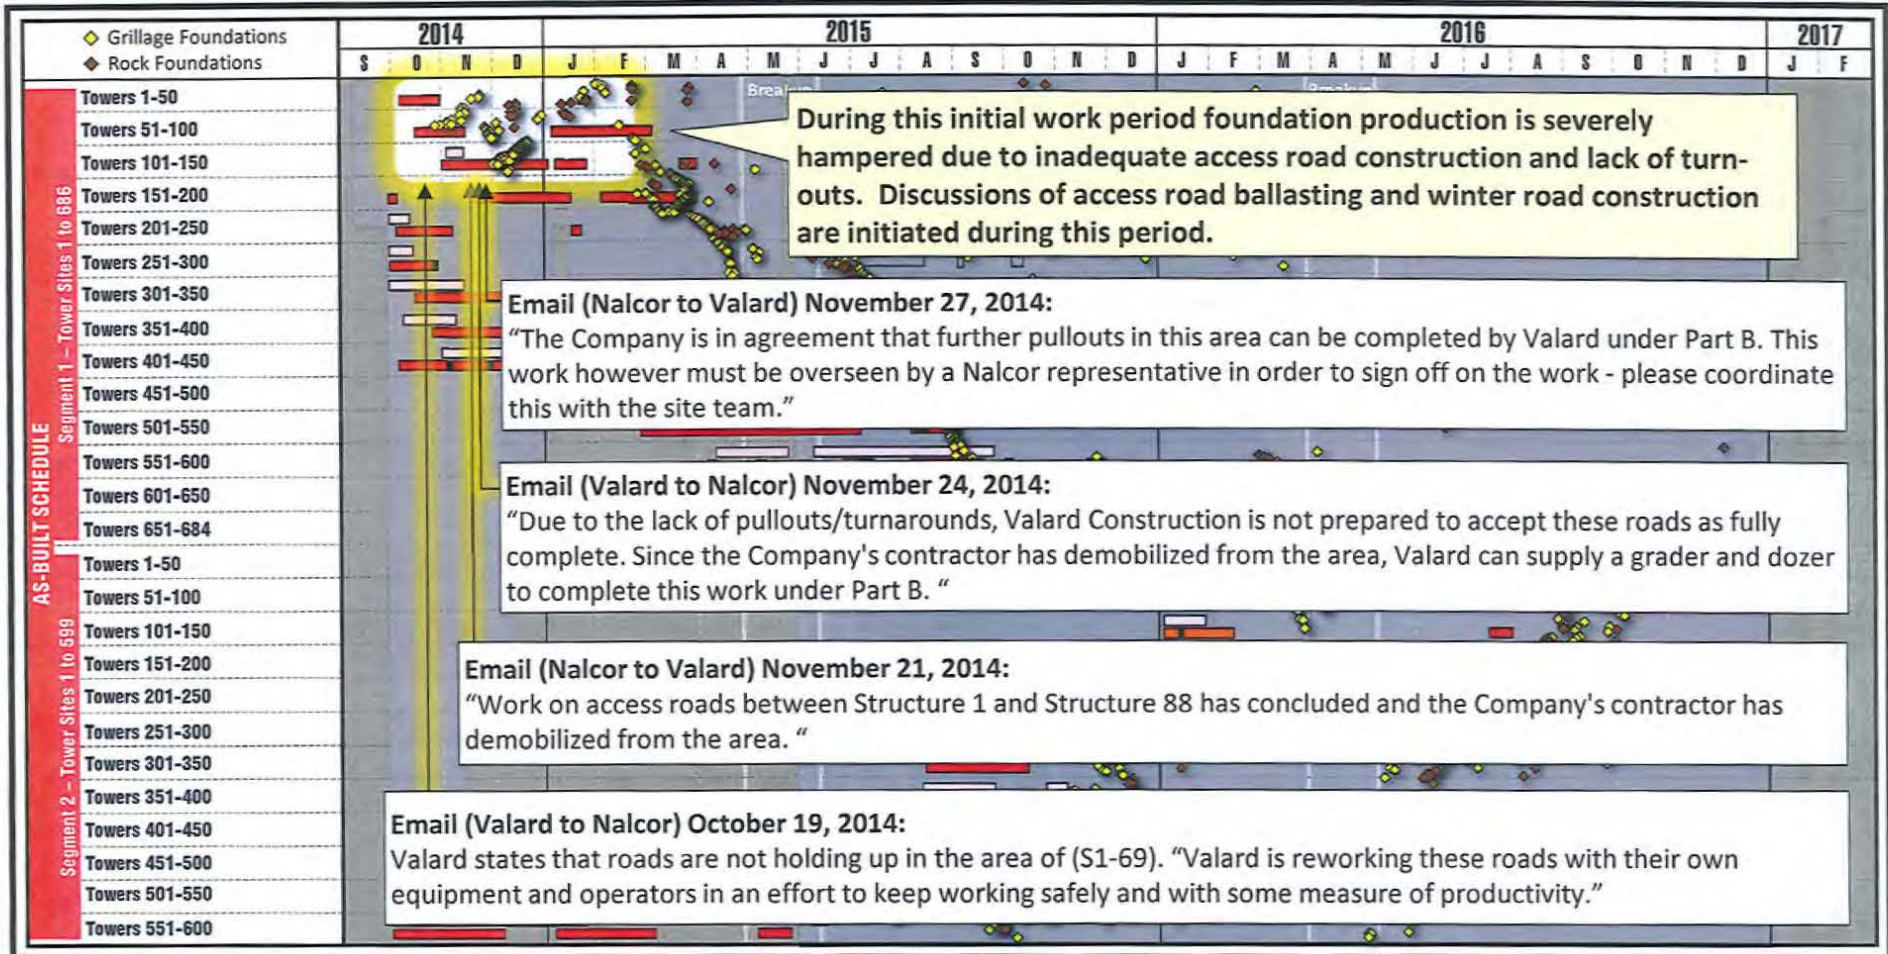 Grillage Foundations
Rock Foundations
2014 2015 2016 2017
S O N D J F M A M J J A S O N D J F M A M J J A S O N D J F
AS-BUILT SCHEDULE
Segment 1 – Tower Sites 1 to 686
Towers 1-50
Towers 51-100
Towers 101-150
Towers 151-200
Towers 201-250
Towers 251-300
Towers 301-350
Towers 351-400
Towers 401-450
Towers 451-500
Towers 501-550
Towers 551-600
Towers 601-650
Towers 651-684
Segment 2 – Tower Sites 1 to 599
Towers 1-50
Towers 51-100
Towers 101-150
Towers 151-200
Towers 201-250
Towers 251-300
Towers 301-350
Towers 351-400
Towers 401-450
Towers 451-500
Towers 501-550
Towers 551-600
During this initial work period foundation production is severely
hampered due to inadequate access road construction and lack of turn-
outs. Discussions of access road ballasting and winter road construction
are initiated during this period.
Email (Nalcor to Valard) November 27, 2014:
“The Company is in agreement that further pullouts in this area can be completed by Valard under Part B. This
work however must be overseen by a Nalcor representative in order to sign off on the work - please coordinate
this with the site team.”
Email (Valard to Nalcor) November 24, 2014:
“Due to the lack of pullouts/turnarounds, Valard Construction is not prepared to accept these roads as fully
complete. Since the Company's contractor has demobilized from the area, Valard can supply a grader and dozer
to complete this work under Part B. “
Email (Nalcor to Valard) November 21, 2014:
“Work on access roads between Structure 1 and Structure 88 has concluded and the Company's contractor has
demobilized from the area. “
Email (Valard to Nalcor) October 19, 2014:
Valard states that roads are not holding up in the area of (S1-69). “Valard is reworking these roads with their own
equipment and operators in an effort to keep working safely and with some measure of productivity.”